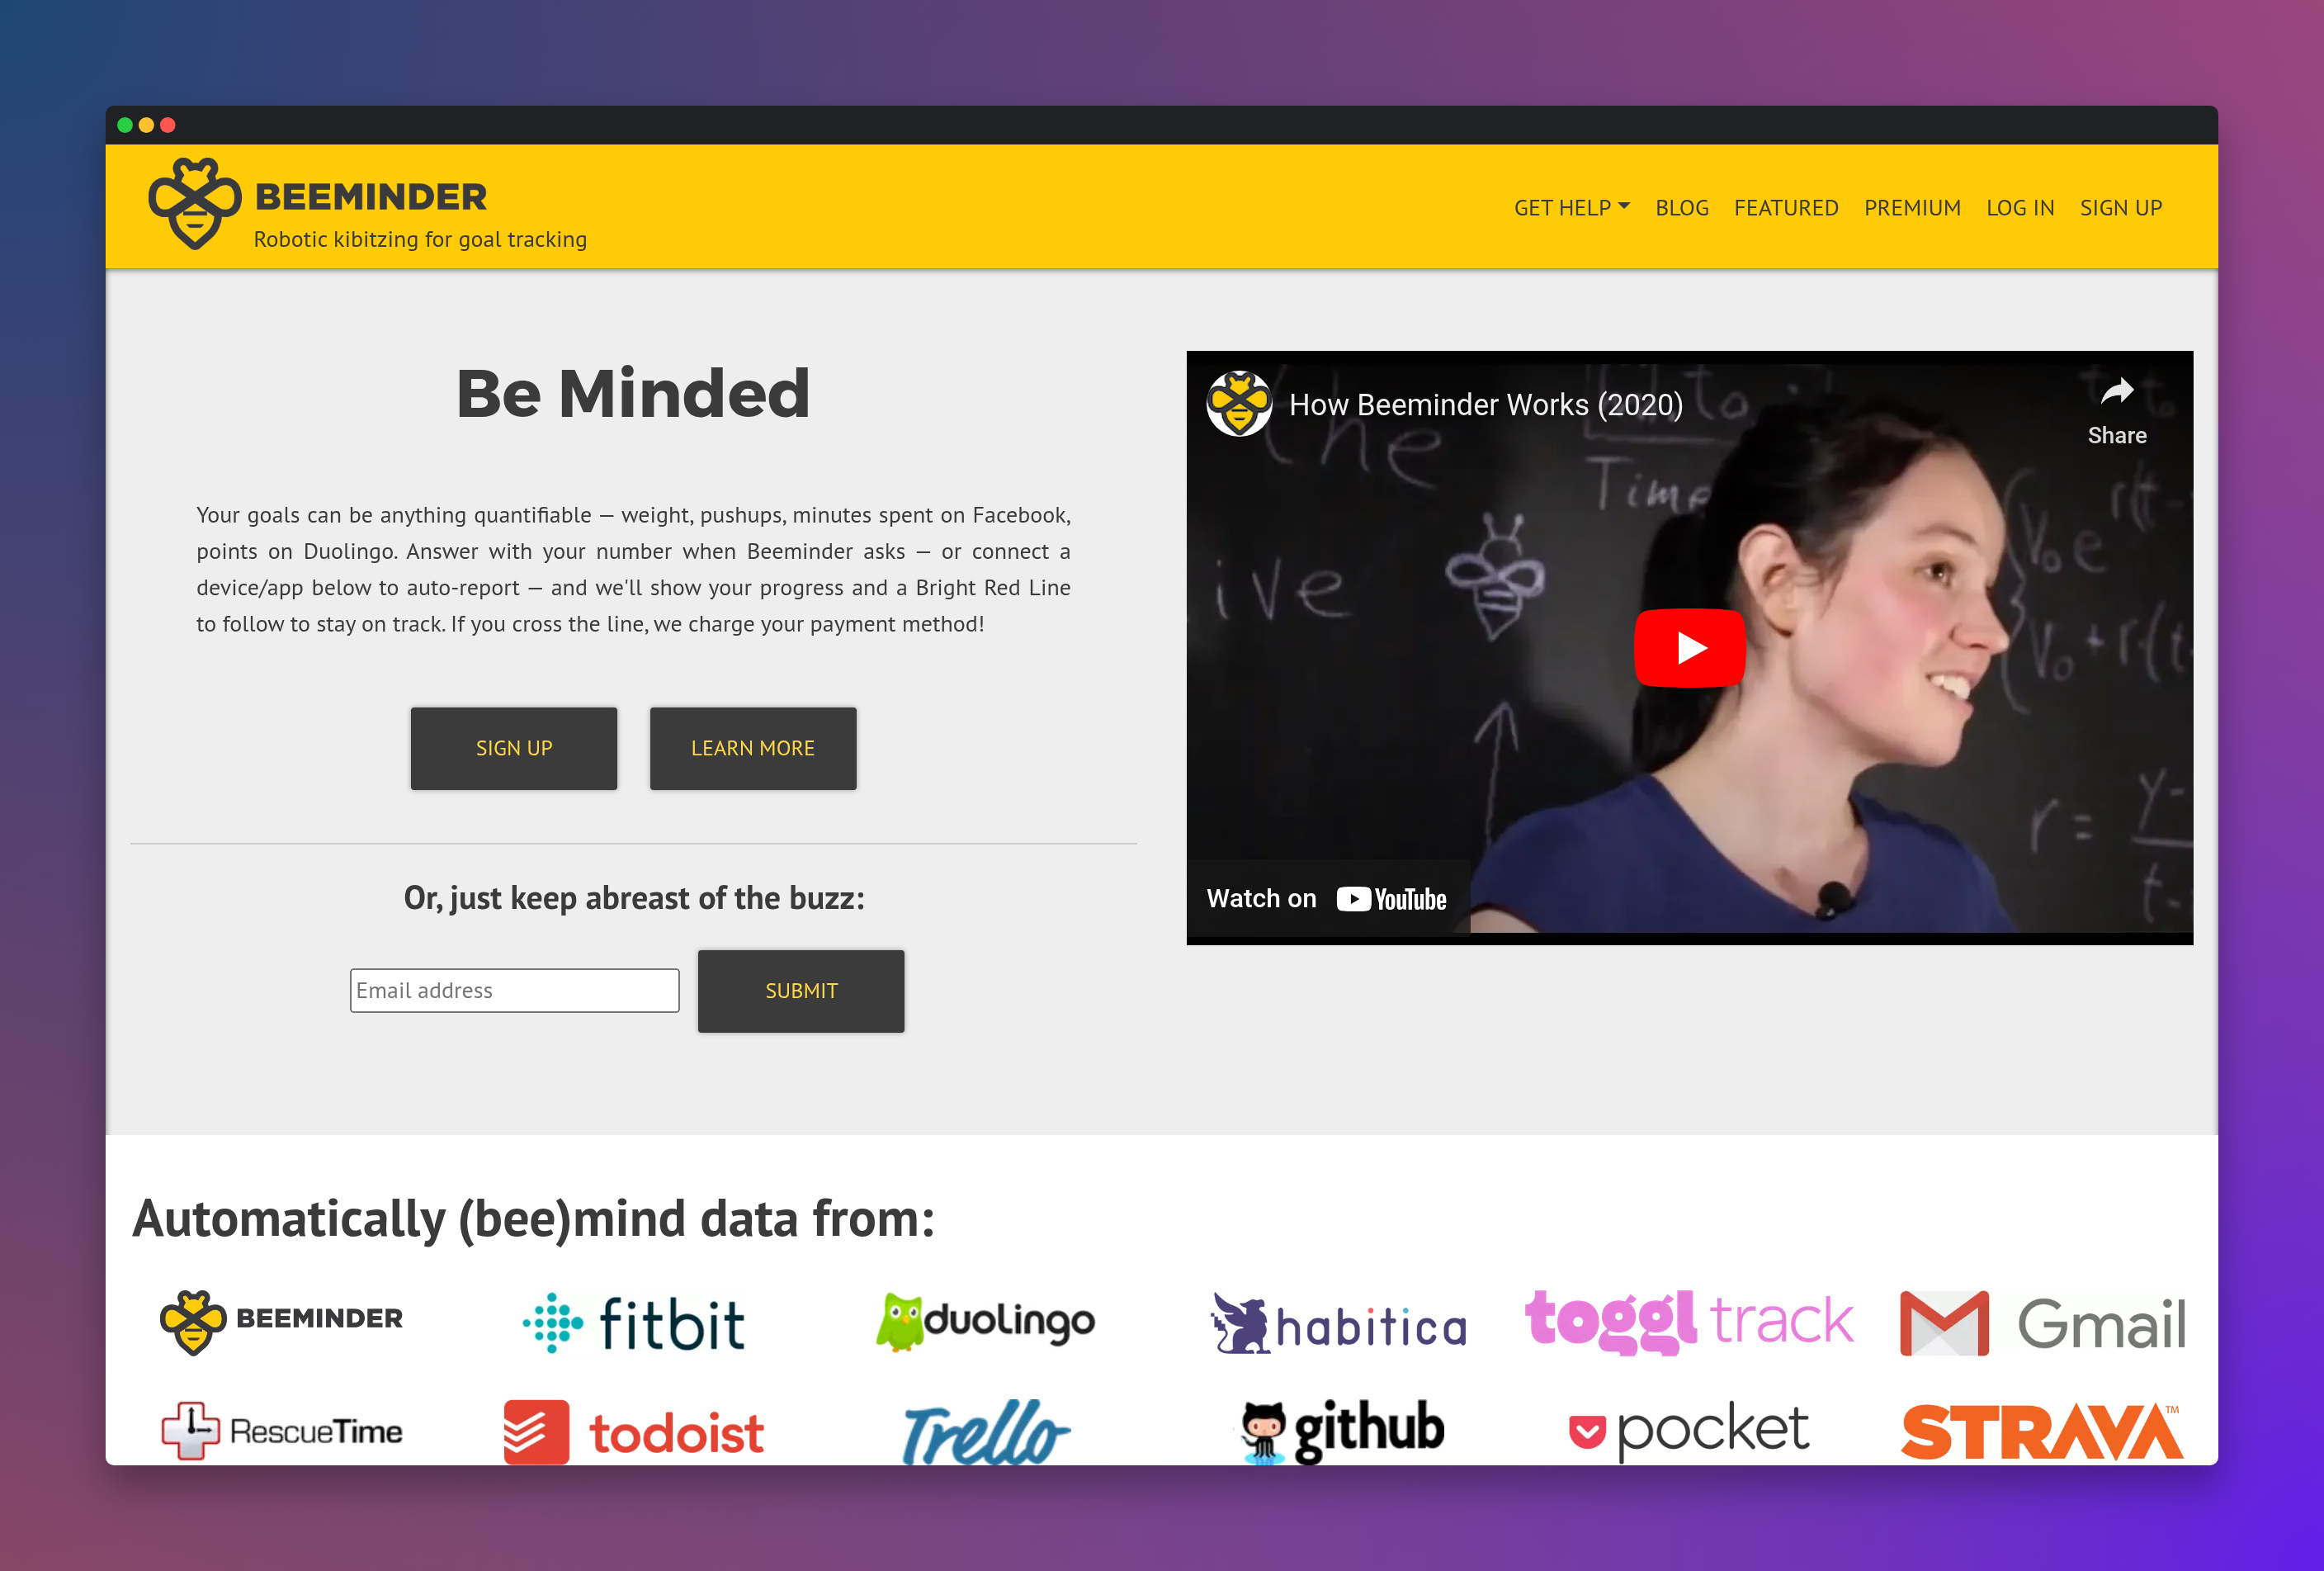 BEEMINDER
Robotic kibitzing for goal tracking
GET HELP BLOG FEATURED PREMIUM LOG IN SIGN UP
Be Minded
Your goals can be anything quantifiable — weight, pushups, minutes spent on Facebook,
points on Duolingo. Answer with your number when Beeminder asks — or connect a
device/app below to auto-report — and we'll show your progress and a Bright Red Line
to follow to stay on track. If you cross the line, we charge your payment method!
SIGN UP LEARN MORE
Or, just keep abreast of the buzz:
Email address SUBMIT
How Beeminder Works (2020)
Share
the
to
Time
ive
r =
Watch on YouTube
Automatically (bee)mind data from:
BEEMINDER fitbit duolingo habitica toggl track Gmail
RescueTime todoist Trello github pocket STRAVA™